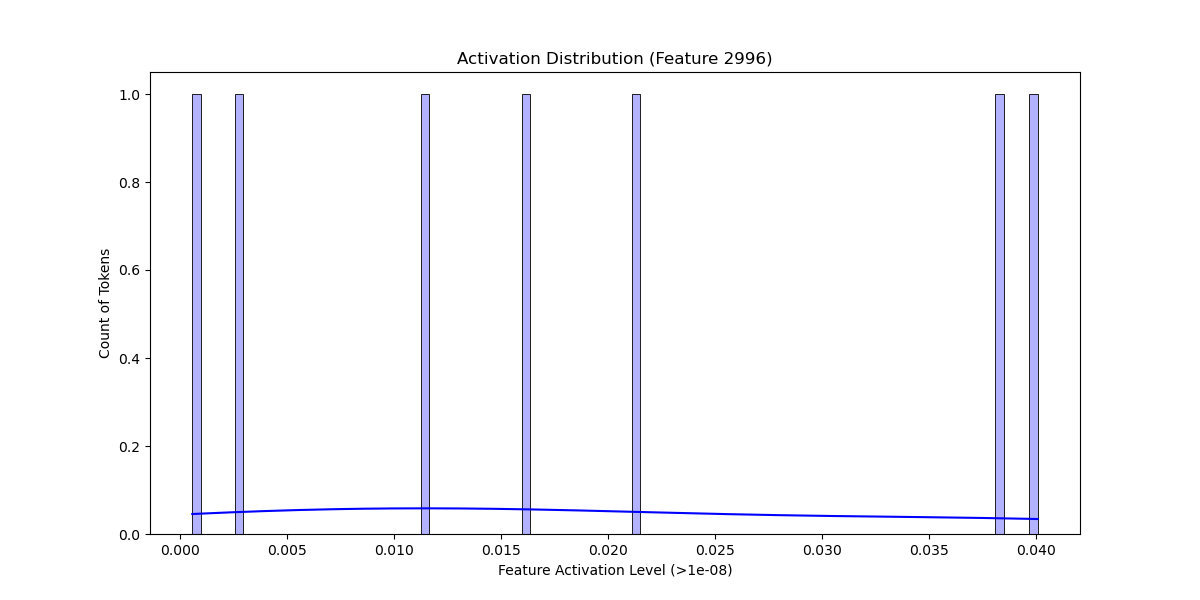 Activation Distribution (Feature 2996)
1.0
0.8
0.6
0.4
0.2
0.0
Count of Tokens
0.000 0.005 0.010 0.015 0.020 0.025 0.030 0.035 0.040
Feature Activation Level (>1e-08)